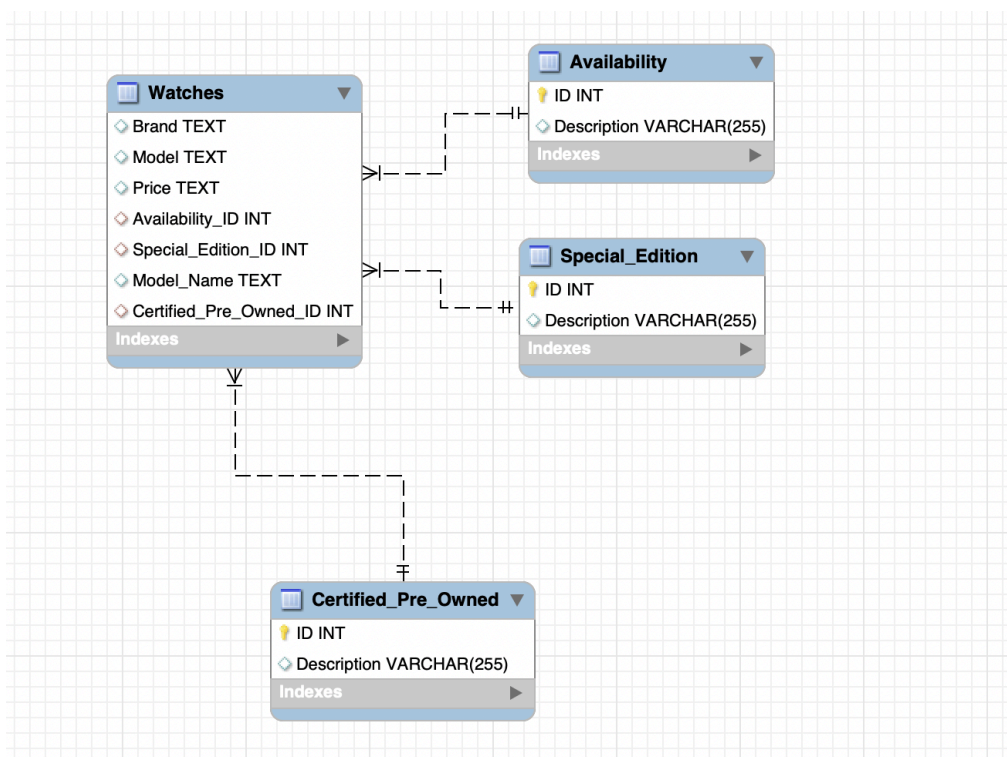 Watches
Brand TEXT
Model TEXT
Price TEXT
Availability_ID INT
Special_Edition_ID INT
Model_Name TEXT
Certified_Pre_Owned_ID INT
Indexes
Availability
ID INT
Description VARCHAR(255)
Indexes
Special_Edition
ID INT
Description VARCHAR(255)
Indexes
Certified_Pre_Owned
ID INT
Description VARCHAR(255)
Indexes